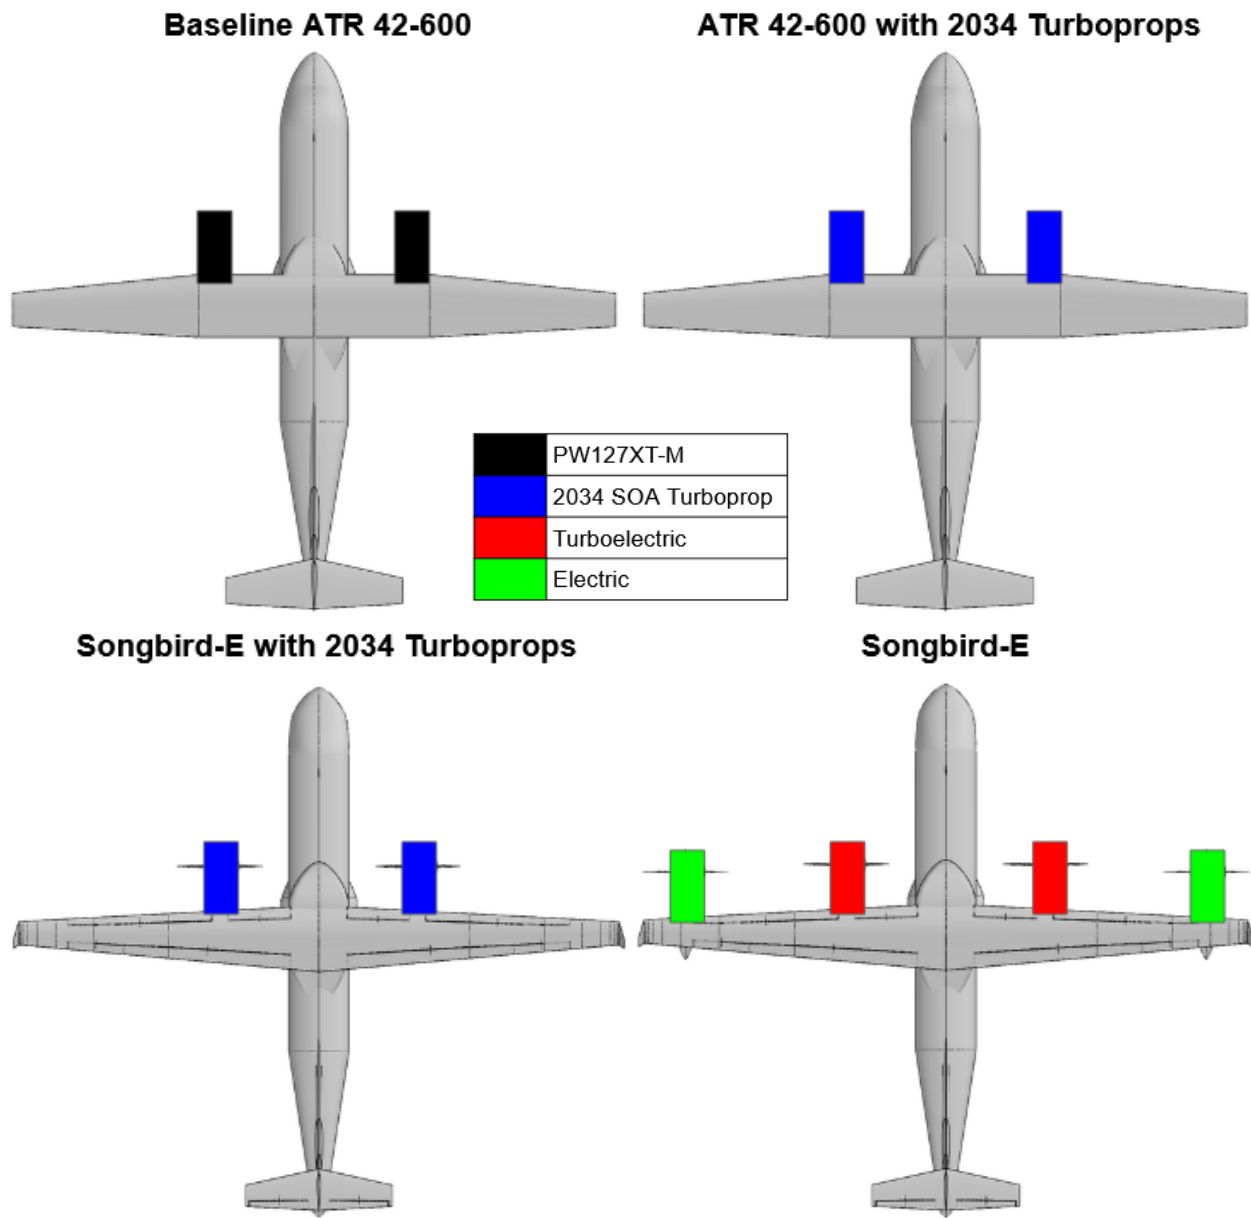 Baseline ATR 42-600
ATR 42-600 with 2034 Turboprops
PW127XT-M
2034 SOA Turboprop
Turboelectric
Electric
Songbird-E with 2034 Turboprops
Songbird-E